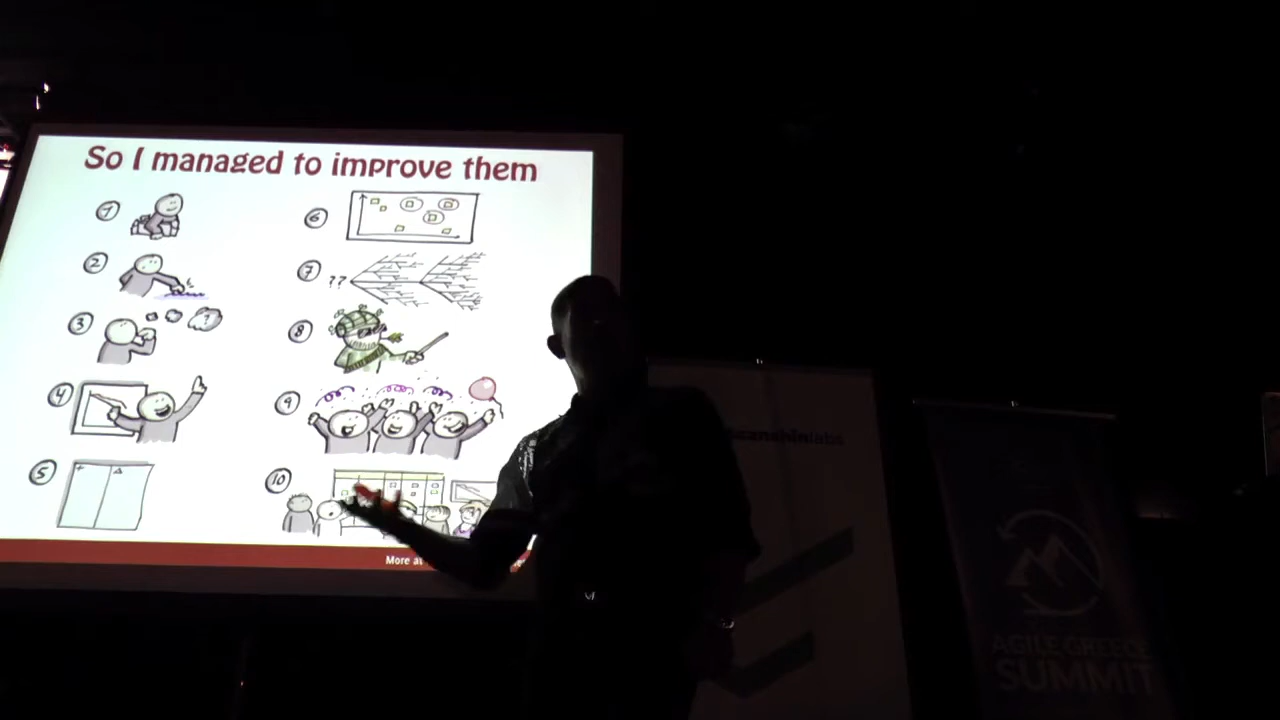 So I managed to improve them
1
2
3
?
4
5
+ Δ
6
7 ??
8
9
10
More at
labs
AGILE GREECE
SUMMIT